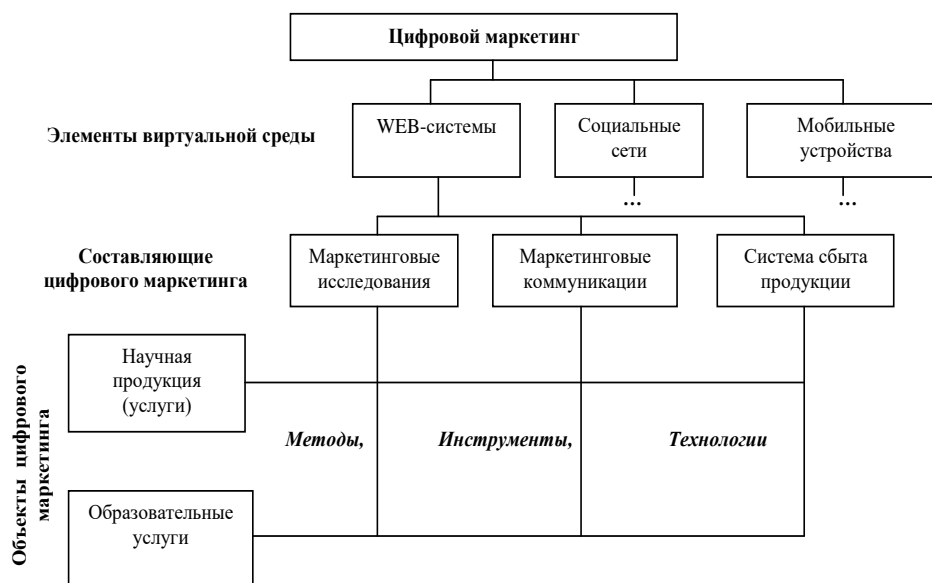 Цифровой маркетинг
Элементы виртуальной среды
WEB-системы
Социальные
сети
Мобильные
устройства
...
...
Составляющие
цифрового маркетинга
Маркетинговые
исследования
Маркетинговые
коммуникации
Система сбыта
продукции
Объекты цифрового
маркетинга
Научная
продукция
(услуги)
Методы,
Инструменты,
Технологии
Образовательные
услуги